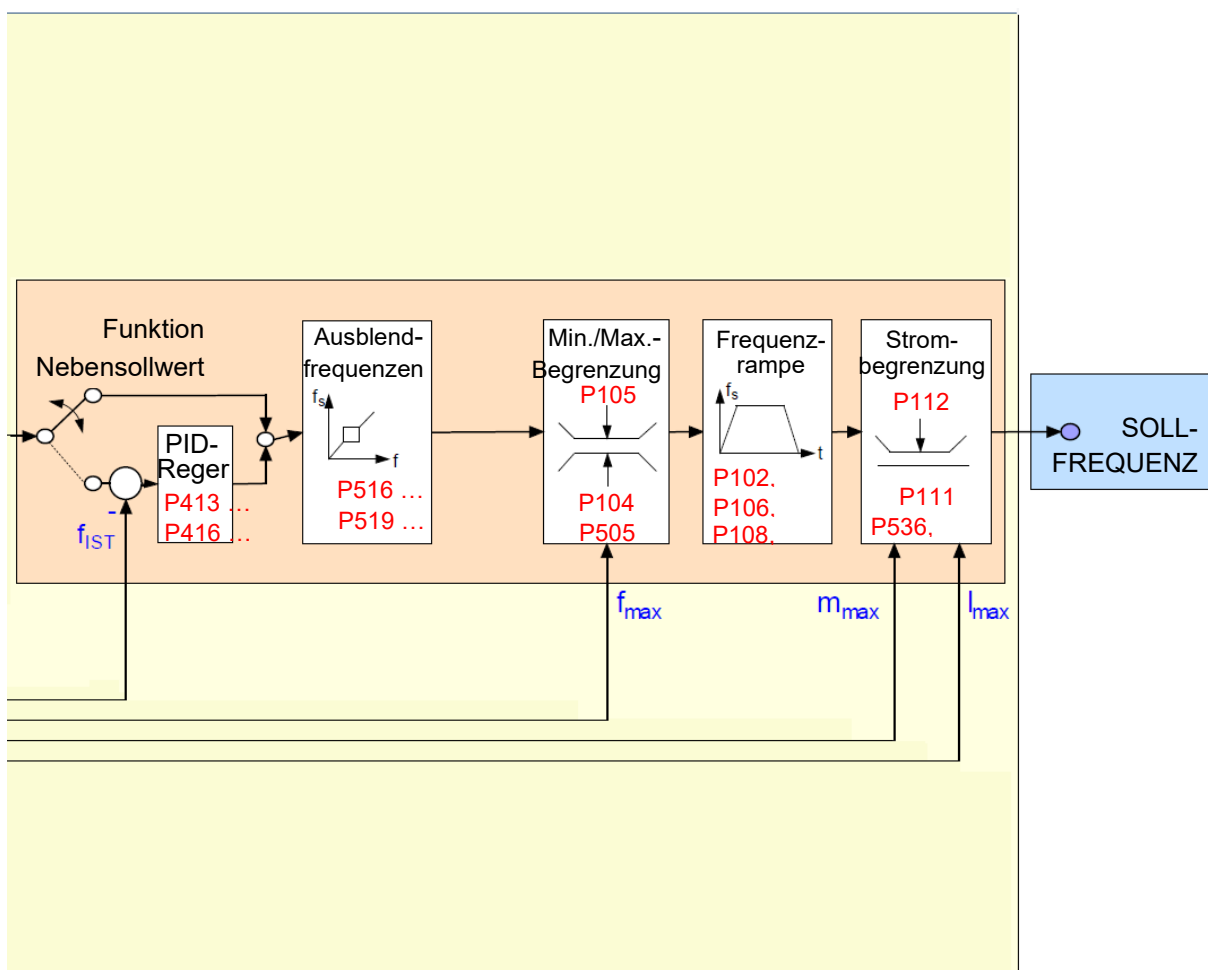 Funktion
Nebensollwert
PID-
Reger
P413 ...
P416 ...
-
fIST
Ausblend-
frequenzen
fs
f
P516 ...
P519 ...
Min./Max.-
Begrenzung
P105
P104
P505
fmax
Frequenz-
rampe
fs
t
P102,
P106,
P108,
Strom-
begrenzung
P112
P111
P536,
mmax
Imax
SOLL-
FREQUENZ